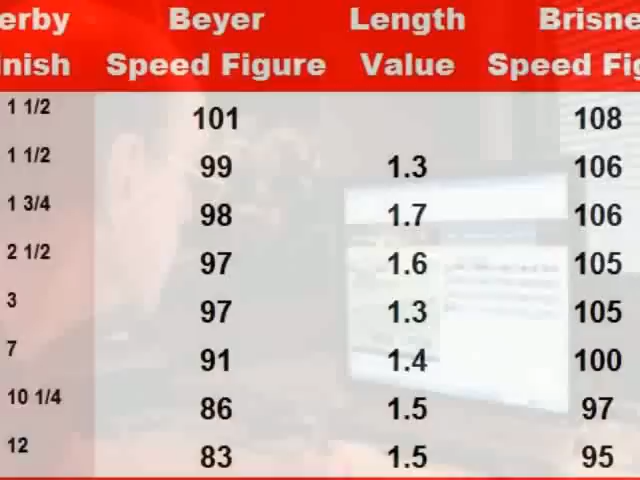 erby Beyer Length Brisne
inish Speed Figure Value Speed Fig
1 1/2 101 108
1 1/2 99 1.3 106
1 3/4 98 1.7 106
2 1/2 97 1.6 105
3 97 1.3 105
7 91 1.4 100
10 1/4 86 1.5 97
12 83 1.5 95